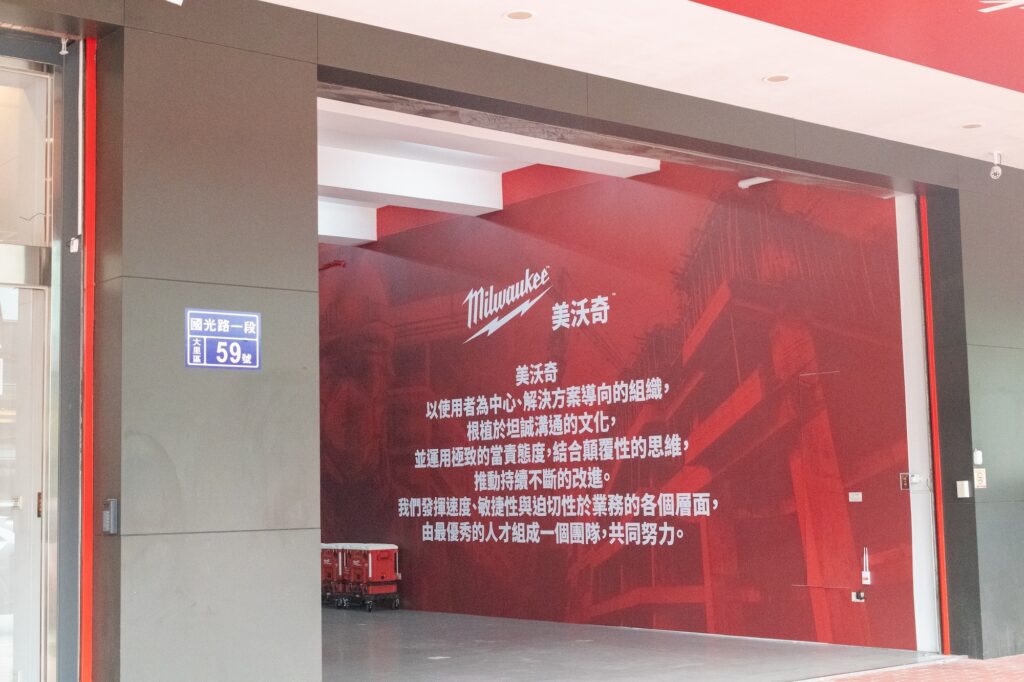 國光路一段
大里區 59號
Milwaukee™
美沃奇™
美沃奇
以使用者為中心、解決方案導向的組織，
根植於坦誠溝通的文化，
並運用極致的當責態度，結合顛覆性的思維，
推動持續不斷的改進。
我們發揮速度、敏捷性與迫切性於業務的各個層面，
由最優秀的人才組成一個團隊，共同努力。